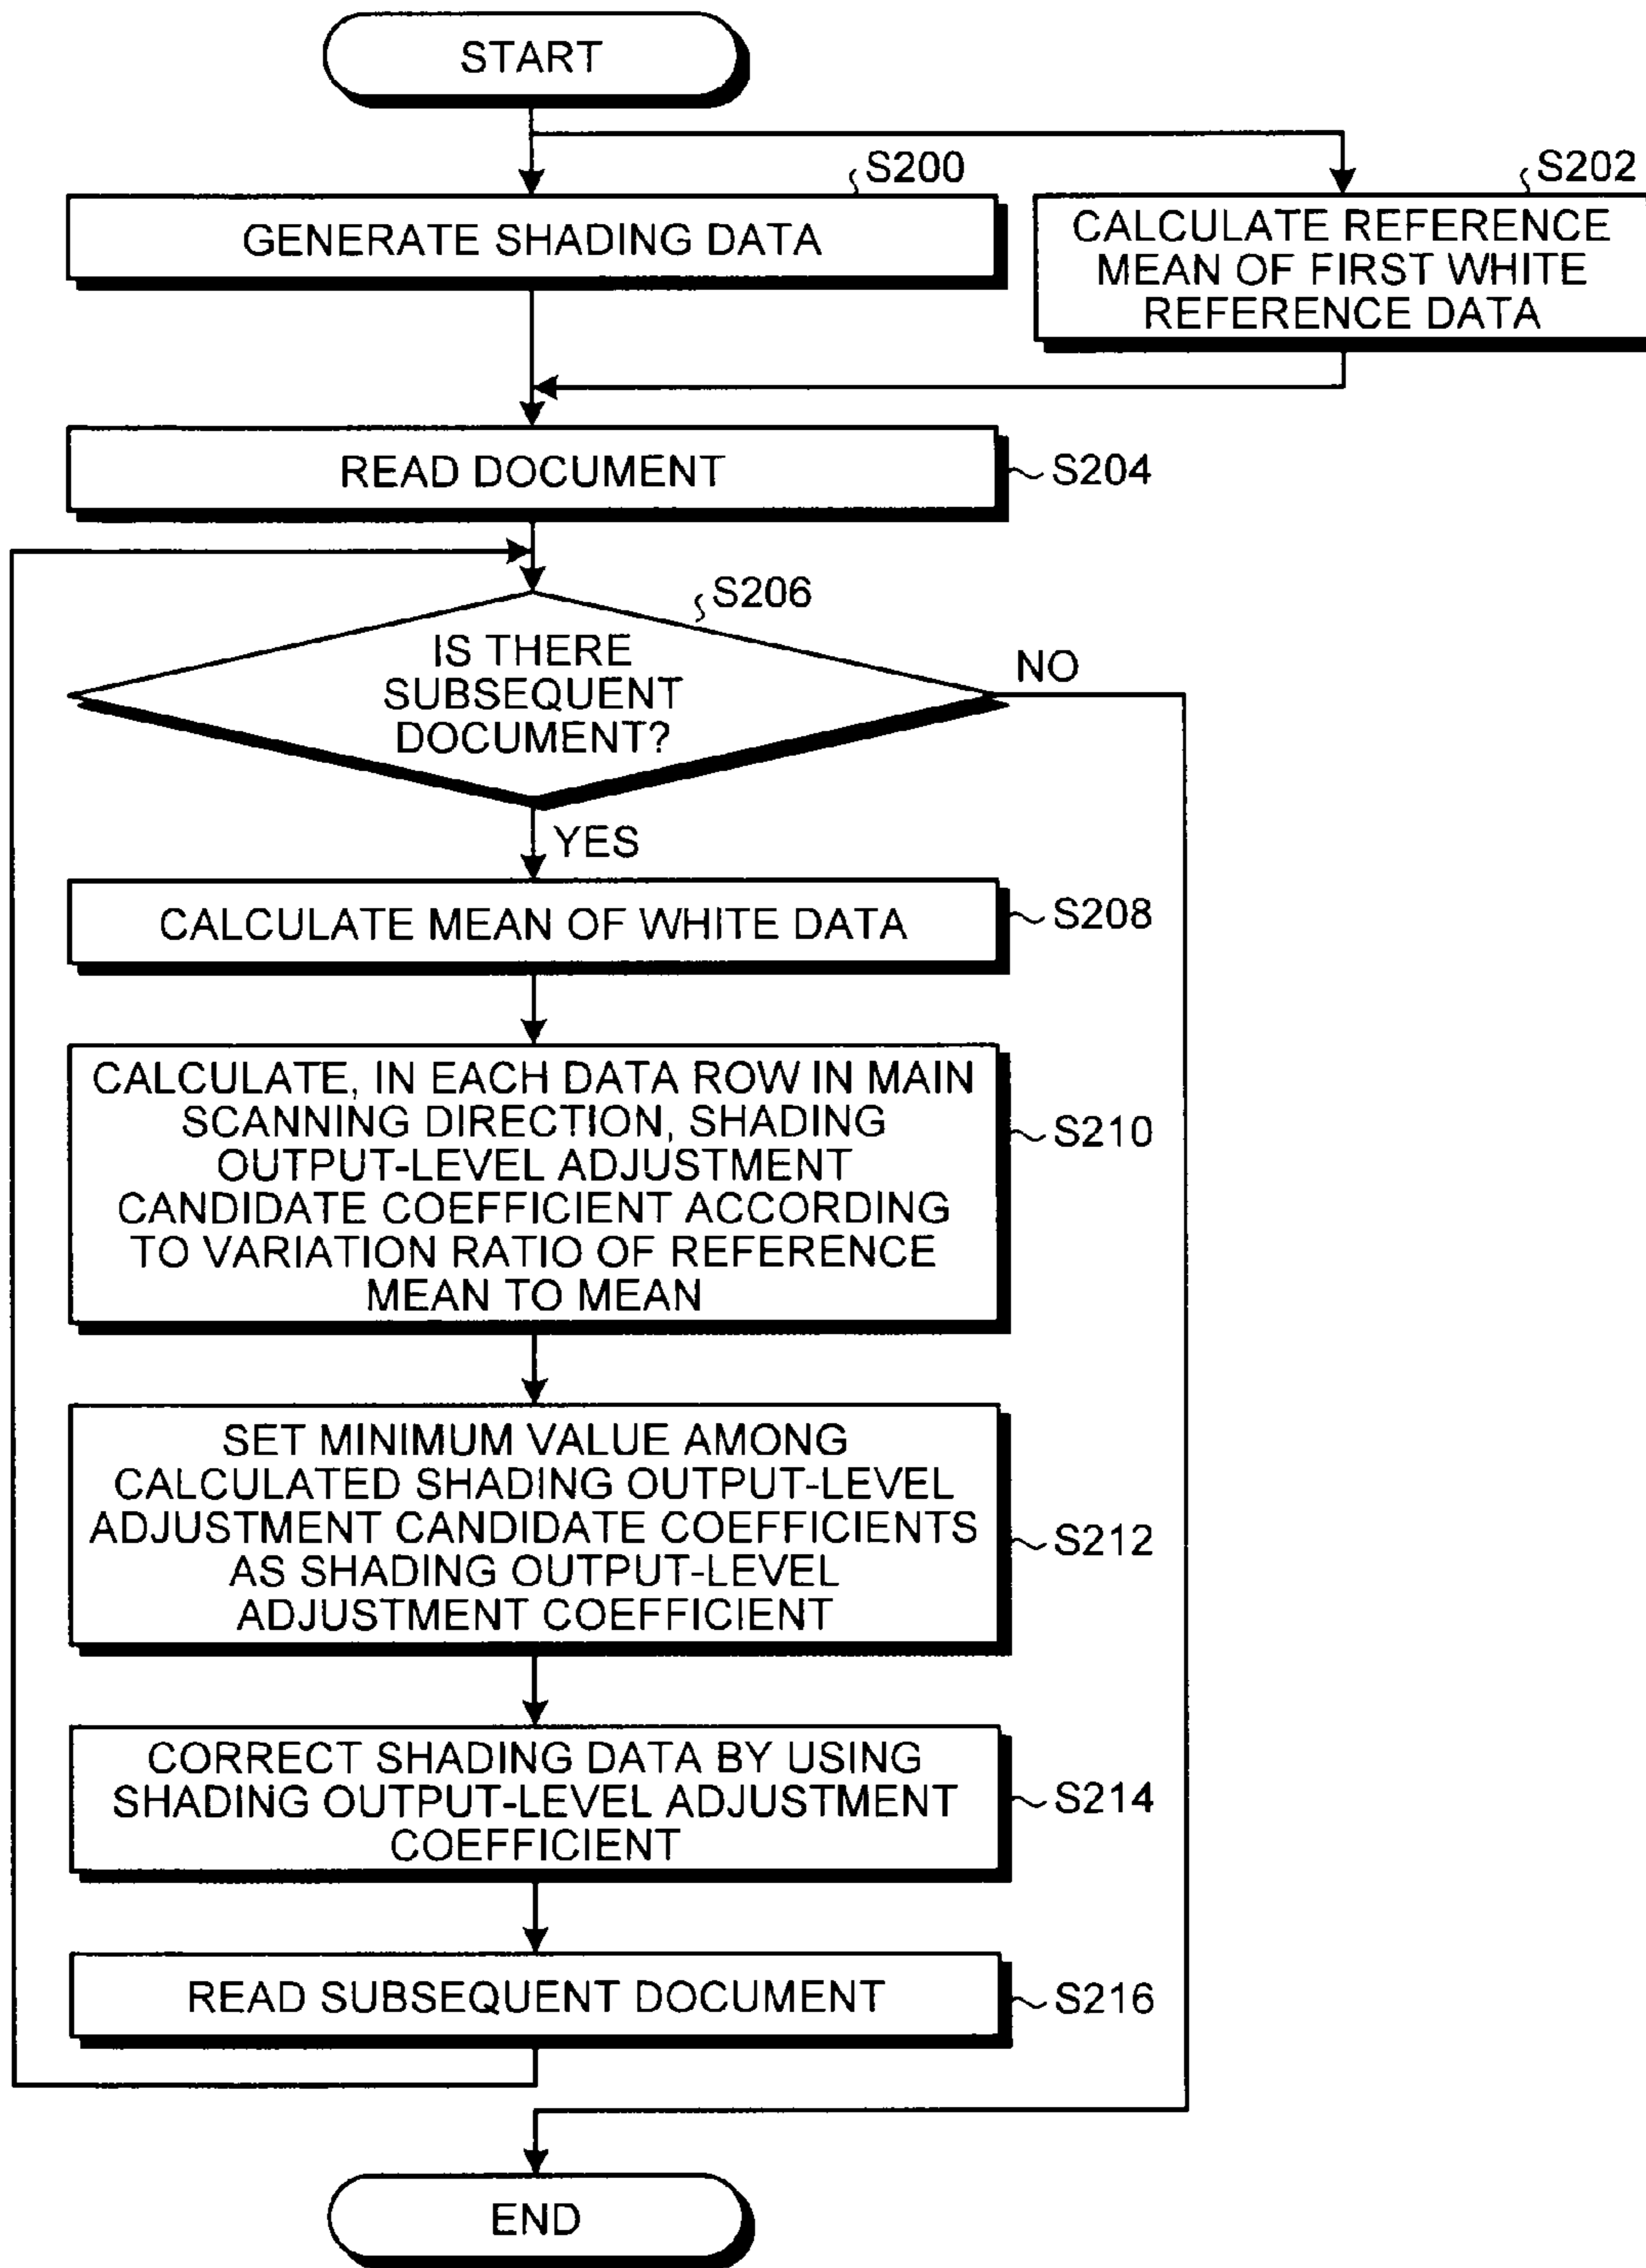 START
S200
GENERATE SHADING DATA
S202
CALCULATE REFERENCE
MEAN OF FIRST WHITE
REFERENCE DATA
READ DOCUMENT
S204
S206
IS THERE
SUBSEQUENT
DOCUMENT?
NO
YES
CALCULATE MEAN OF WHITE DATA
S208
CALCULATE, IN EACH DATA ROW IN MAIN
SCANNING DIRECTION, SHADING
OUTPUT-LEVEL ADJUSTMENT
CANDIDATE COEFFICIENT ACCORDING
TO VARIATION RATIO OF REFERENCE
MEAN TO MEAN
S210
SET MINIMUM VALUE AMONG
CALCULATED SHADING OUTPUT-LEVEL
ADJUSTMENT CANDIDATE COEFFICIENTS
AS SHADING OUTPUT-LEVEL
ADJUSTMENT COEFFICIENT
S212
CORRECT SHADING DATA BY USING
SHADING OUTPUT-LEVEL ADJUSTMENT
COEFFICIENT
S214
READ SUBSEQUENT DOCUMENT
S216
END